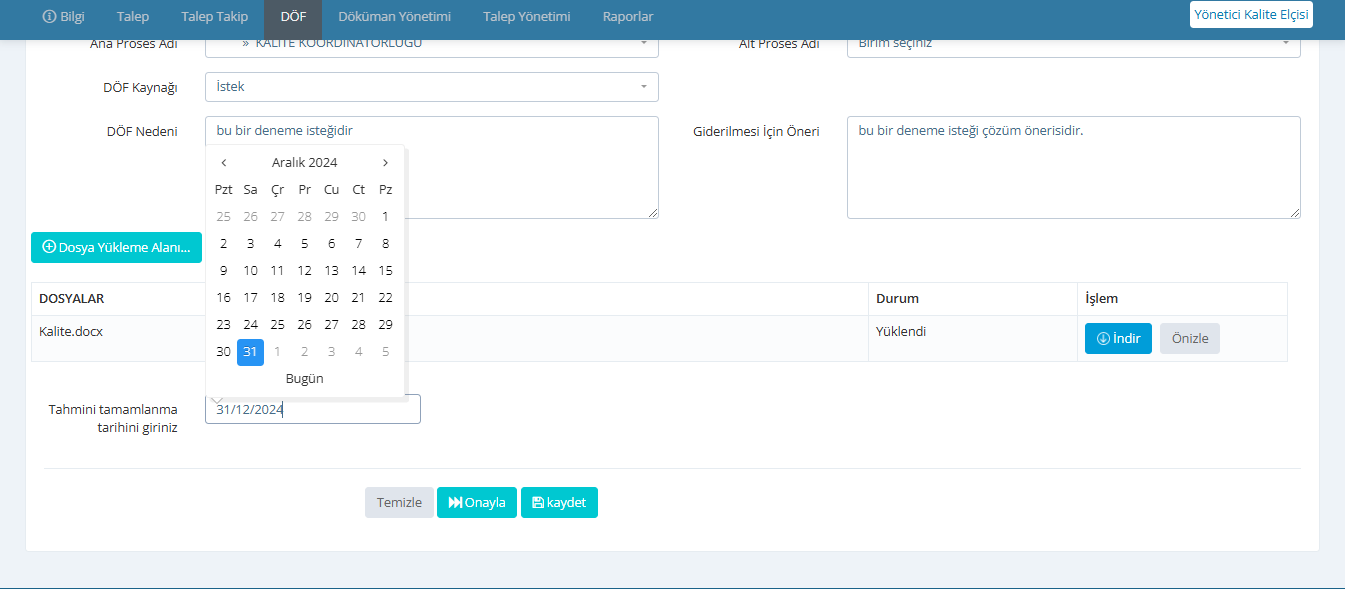 Bilgi Talep Talep Takip DÖF Döküman Yönetimi Talep Yönetimi Raporlar Yönetici Kalite Elçisi
Ana Proses Adı » KALİTE KOORDİNATÖRLÜĞÜ Alt Proses Adı Birim seçiniz
DÖF Kaynağı İstek
DÖF Nedeni bu bir deneme isteğidir Giderilmesi İçin Öneri bu bir deneme isteği çözüm önerisidir.
‹ Aralık 2024 ›
Pzt Sa Çr Pr Cu Ct Pz
25 26 27 28 29 30 1
2 3 4 5 6 7 8
9 10 11 12 13 14 15
16 17 18 19 20 21 22
23 24 25 26 27 28 29
30 31 1 2 3 4 5
Bugün
Dosya Yükleme Alanı...
DOSYALAR Durum İşlem
Kalite.docx Yüklendi İndir Önizle
Tahmini tamamlanma
tarihini giriniz
31/12/2024
Temizle Onayla kaydet